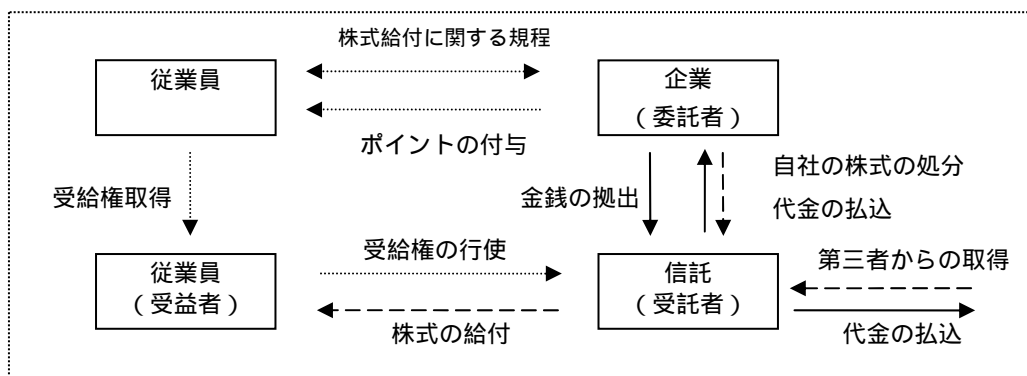 株式給付に関する規程
従業員
企業
（委託者）
ポイントの付与
受給権取得
金銭の拠出
自社の株式の処分
代金の払込
従業員
（受益者）
受給権の行使
株式の給付
信託
（受託者）
第三者からの取得
代金の払込